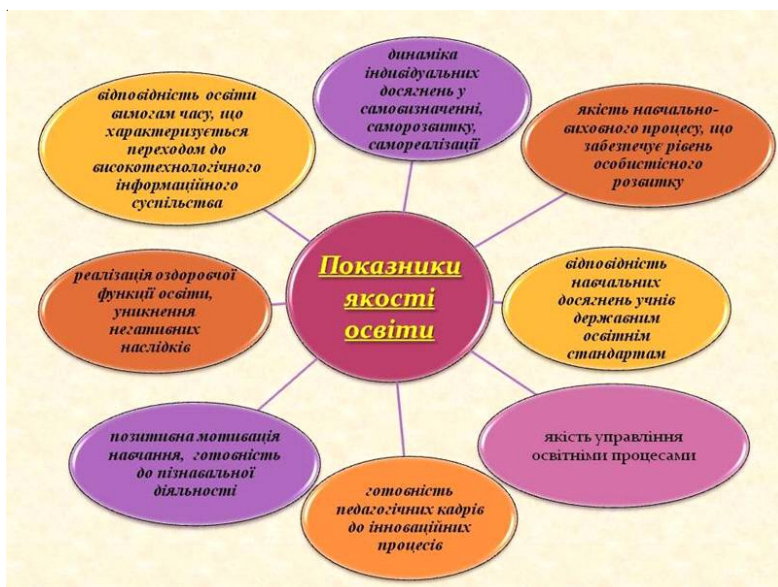 динаміка
індивідуальних
досягнень у
самовизначенні,
саморозвитку,
самореалізації
відповідність освіти
вимогам часу, що
характеризується
переходом до
високотехнологічного
інформаційного
суспільства
якість навчально-
виховного процесу, що
забезпечує рівень
особистісного
розвитку
Показники
якості
освіти
реалізація оздоровчої
функції освіти,
уникнення
негативних
наслідків
відповідність
навчальних
досягнень учнів
державним
освітнім
стандартам
позитивна мотивація
навчання, готовність
до пізнавальної
діяльності
якість управління
освітніми процесами
готовність
педагогічних кадрів
до інноваційних
процесів